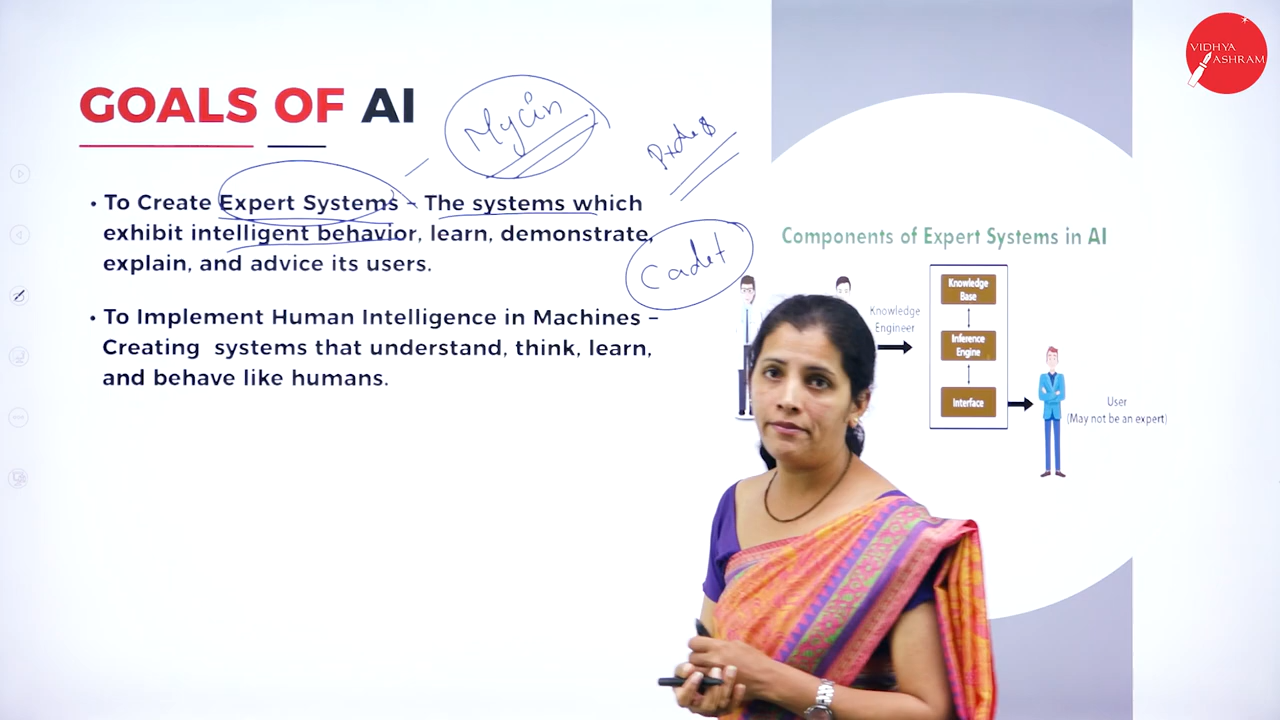 VIDHYA
ASHRAM
GOALS OF AI
Mycin
• To Create Expert Systems – The systems which
exhibit intelligent behavior, learn, demonstrate,
explain, and advice its users.
Cadet
• To Implement Human Intelligence in Machines –
Creating systems that understand, think, learn,
and behave like humans.
Components of Expert Systems in AI
Knowledge
Engineer
Knowledge
Base
Inference
Engine
Interface
User
(May not be an expert)